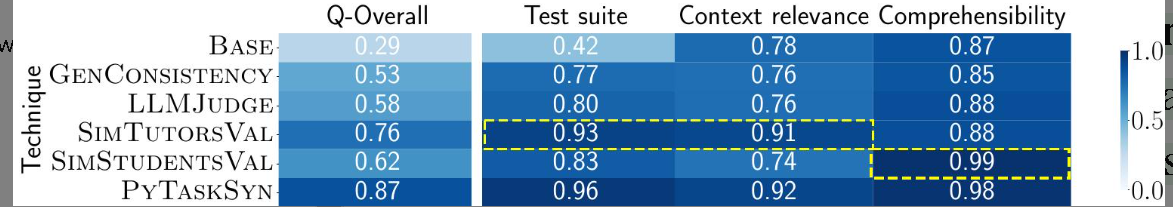 Q-Overall Test suite Context relevance Comprehensibility
Technique
BASE 0.29 0.42 0.78 0.87
GENCONSISTENCY 0.53 0.77 0.76 0.85
LLMJUDGE 0.58 0.80 0.76 0.88
SIMTUTORSVAL 0.76 0.93 0.91 0.88
SIMSTUDENTSVAL 0.62 0.83 0.74 0.99
PYTASKSYN 0.87 0.96 0.92 0.98
1.0
0.5
0.0